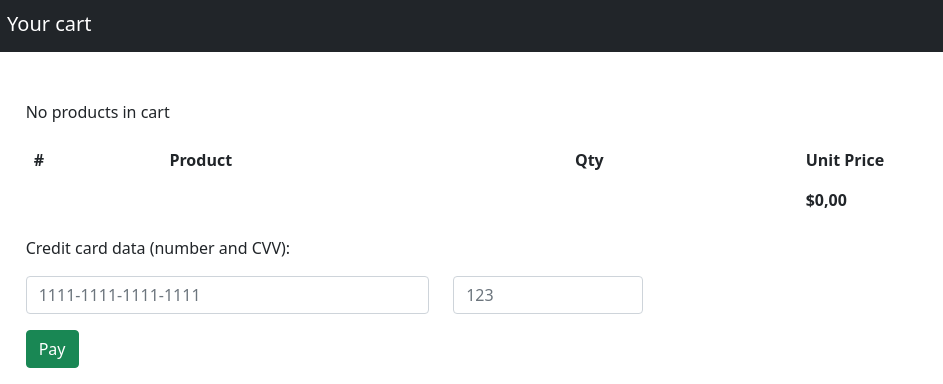 Your cart
No products in cart
# Product Qty Unit Price
$0,00
Credit card data (number and CVV):
1111-1111-1111-1111 123
Pay